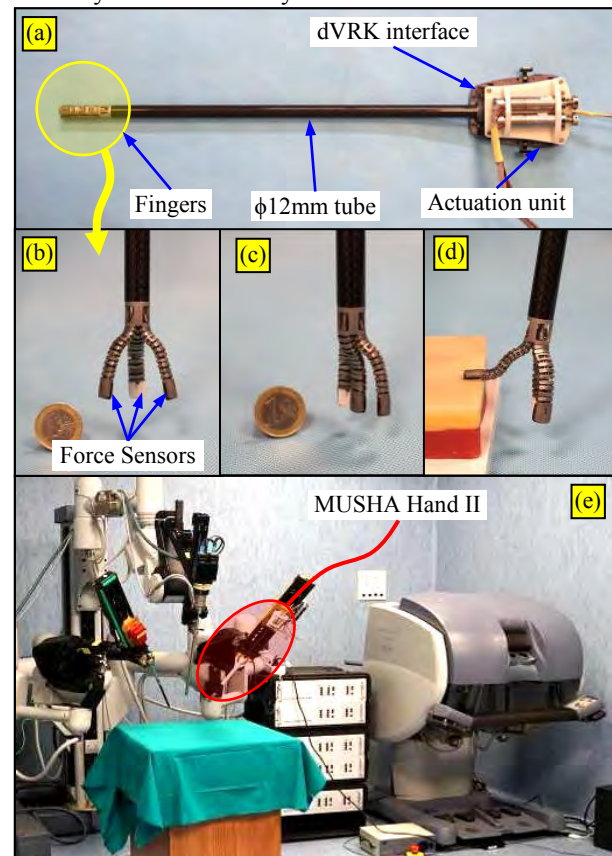 (a)
dVRK interface
Fingers
ϕ12mm tube
Actuation unit
(b)
(c)
(d)
Force Sensors
MUSHA Hand II
(e)